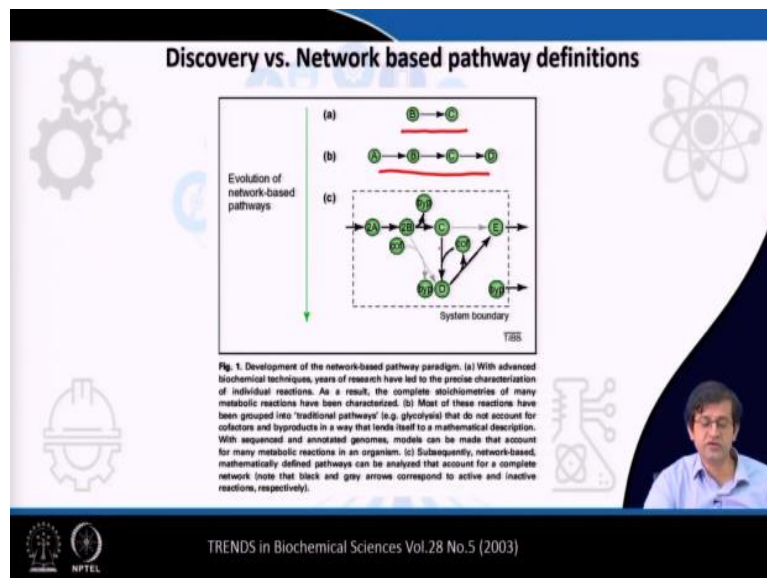 Discovery vs. Network based pathway definitions
(a)
B C
(b)
A B C D
Evolution of
network-based
pathways
(c)
byp
2A 2B C E
cof cof
byp D byp
System boundary
TiBS
Fig. 1. Development of the network-based pathway paradigm. (a) With advanced
biochemical techniques, years of research have led to the precise characterization
of individual reactions. As a result, the complete stoichiometries of many
metabolic reactions have been characterized. (b) Most of these reactions have
been grouped into 'traditional pathways' (e.g. glycolysis) that do not account for
cofactors and byproducts in a way that lends itself to a mathematical description.
With sequenced and annotated genomes, models can be made that account
for many metabolic reactions in an organism. (c) Subsequently, network-based,
mathematically defined pathways can be analyzed that account for a complete
network (note that black and gray arrows correspond to active and inactive
reactions, respectively).
NPTEL
TRENDS in Biochemical Sciences Vol.28 No.5 (2003)